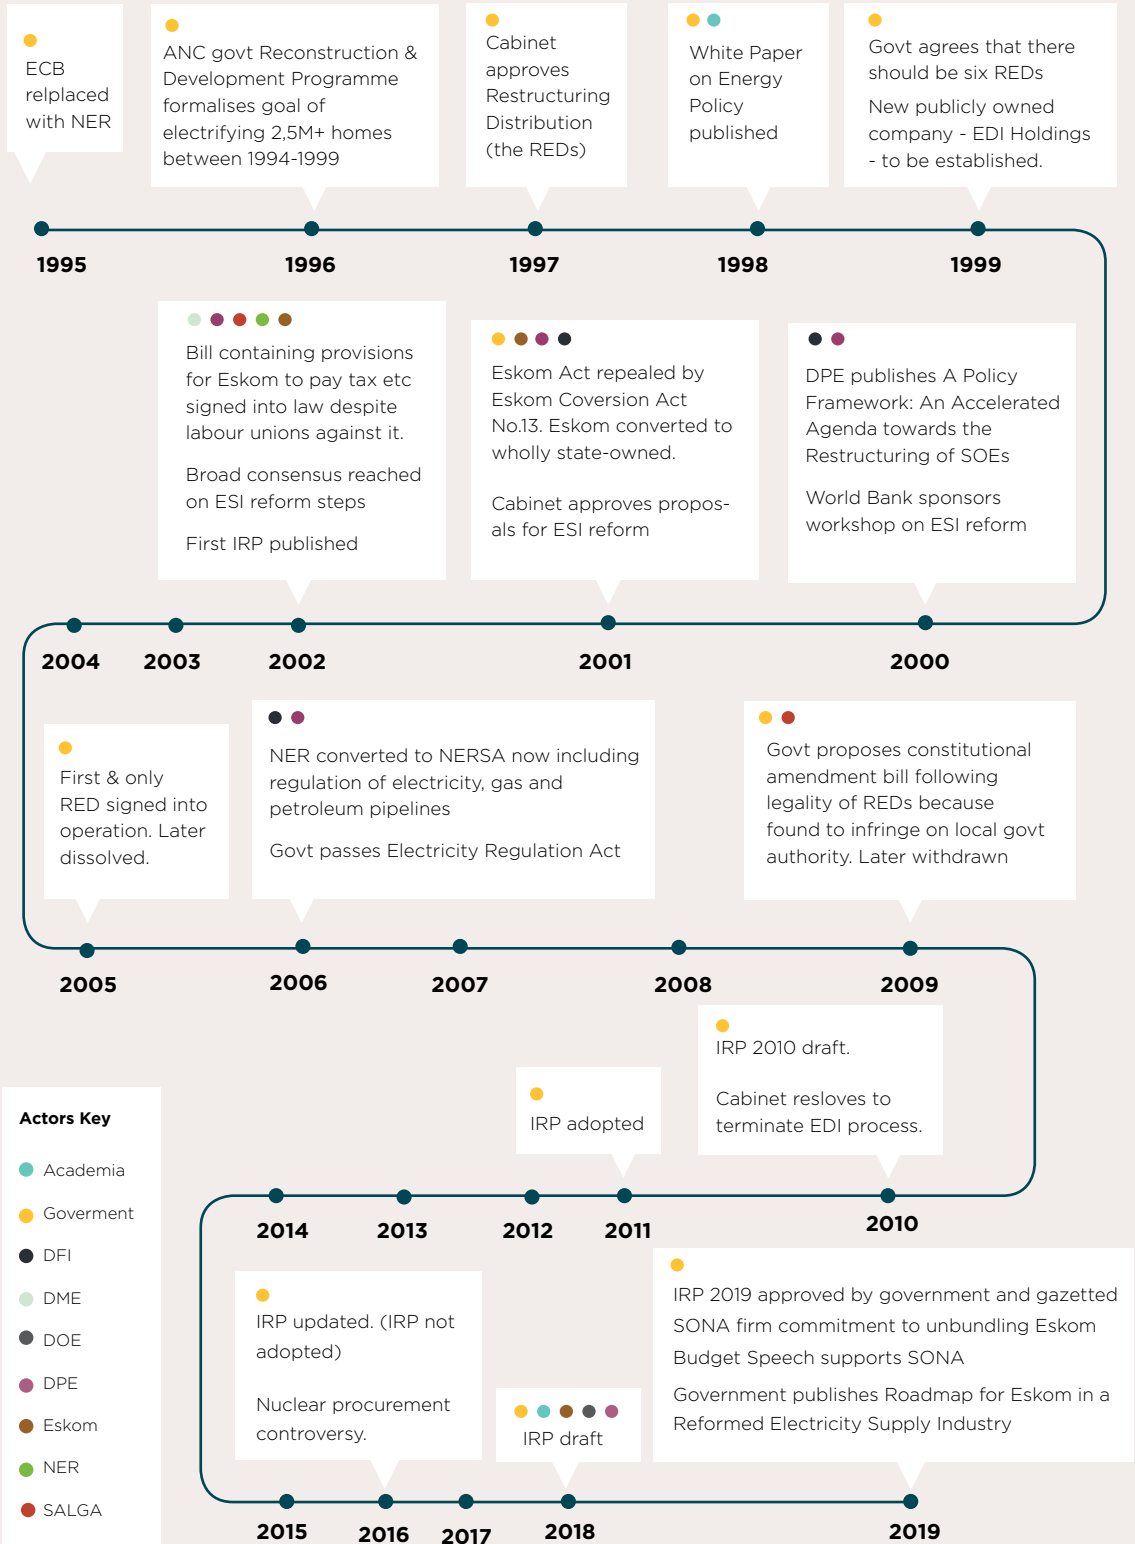 ECB
relplaced
with NER
ANC govt Reconstruction &
Development Programme
formalises goal of
electrifying 2,5M+ homes
between 1994-1999
Cabinet
approves
Restructuring
Distribution
(the REDs)
White Paper
on Energy
Policy
published
Govt agrees that there
should be six REDs
New publicly owned
company - EDI Holdings
- to be established.
1995
1996
1997
1998
1999
Bill containing provisions
for Eskom to pay tax etc
signed into law despite
labour unions against it.
Broad consensus reached
on ESI reform steps
First IRP published
Eskom Act repealed by
Eskom Coversion Act
No.13. Eskom converted to
wholly state-owned.
Cabinet approves propos-
als for ESI reform
DPE publishes A Policy
Framework: An Accelerated
Agenda towards the
Restructuring of SOEs
World Bank sponsors
workshop on ESI reform
2004
2003
2002
2001
2000
First & only
RED signed into
operation. Later
dissolved.
NER converted to NERSA now including
regulation of electricity, gas and
petroleum pipelines
Govt passes Electricity Regulation Act
Govt proposes constitutional
amendment bill following
legality of REDs because
found to infringe on local govt
authority. Later withdrawn
2005
2006
2007
2008
2009
IRP adopted
IRP 2010 draft.
Cabinet resloves to
terminate EDI process.
2014
2013
2012
2011
2010
Actors Key
Academia
Goverment
DFI
DME
DOE
DPE
Eskom
NER
SALGA
IRP updated. (IRP not
adopted)
Nuclear procurement
controversy.
IRP draft
IRP 2019 approved by government and gazetted
SONA firm commitment to unbundling Eskom
Budget Speech supports SONA
Government publishes Roadmap for Eskom in a
Reformed Electricity Supply Industry
2015
2016
2017
2018
2019